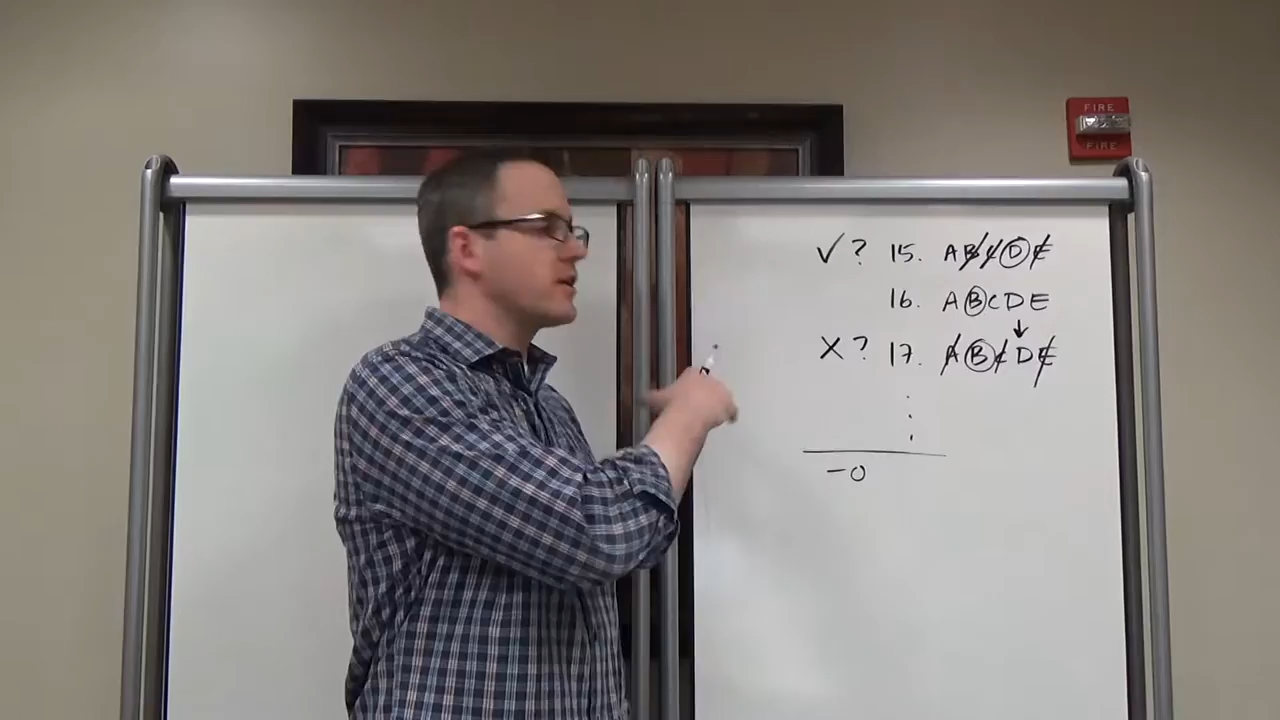 FIRE
FIRE
✓? 15. A B C D E
16. A B C D E
↓
X? 17. A B C D E
-0